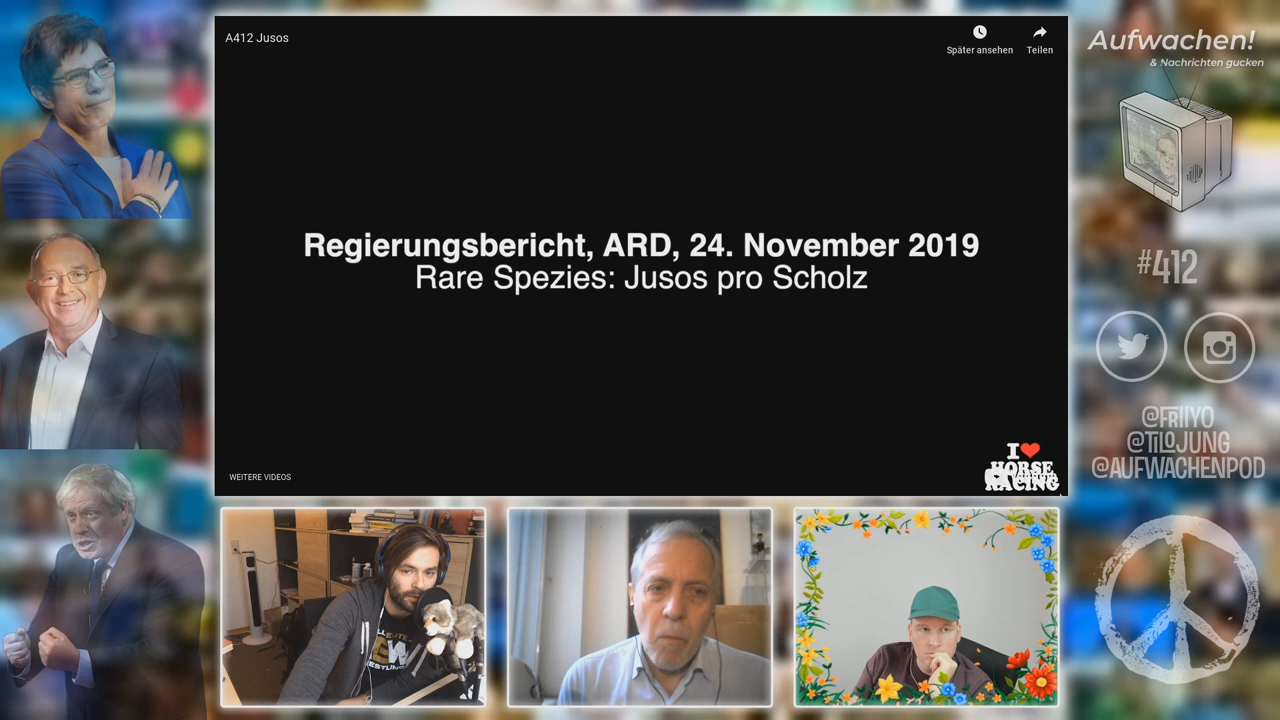 A412 Jusos
Später ansehen
Teilen
Regierungsbericht, ARD, 24. November 2019
Rare Spezies: Jusos pro Scholz
WEITERE VIDEOS
I
HORSE
RACING
Aufwachen!
& Nachrichten gucken
#412
@FRIIYO
@TILOJUNG
@AUFWACHENPOD